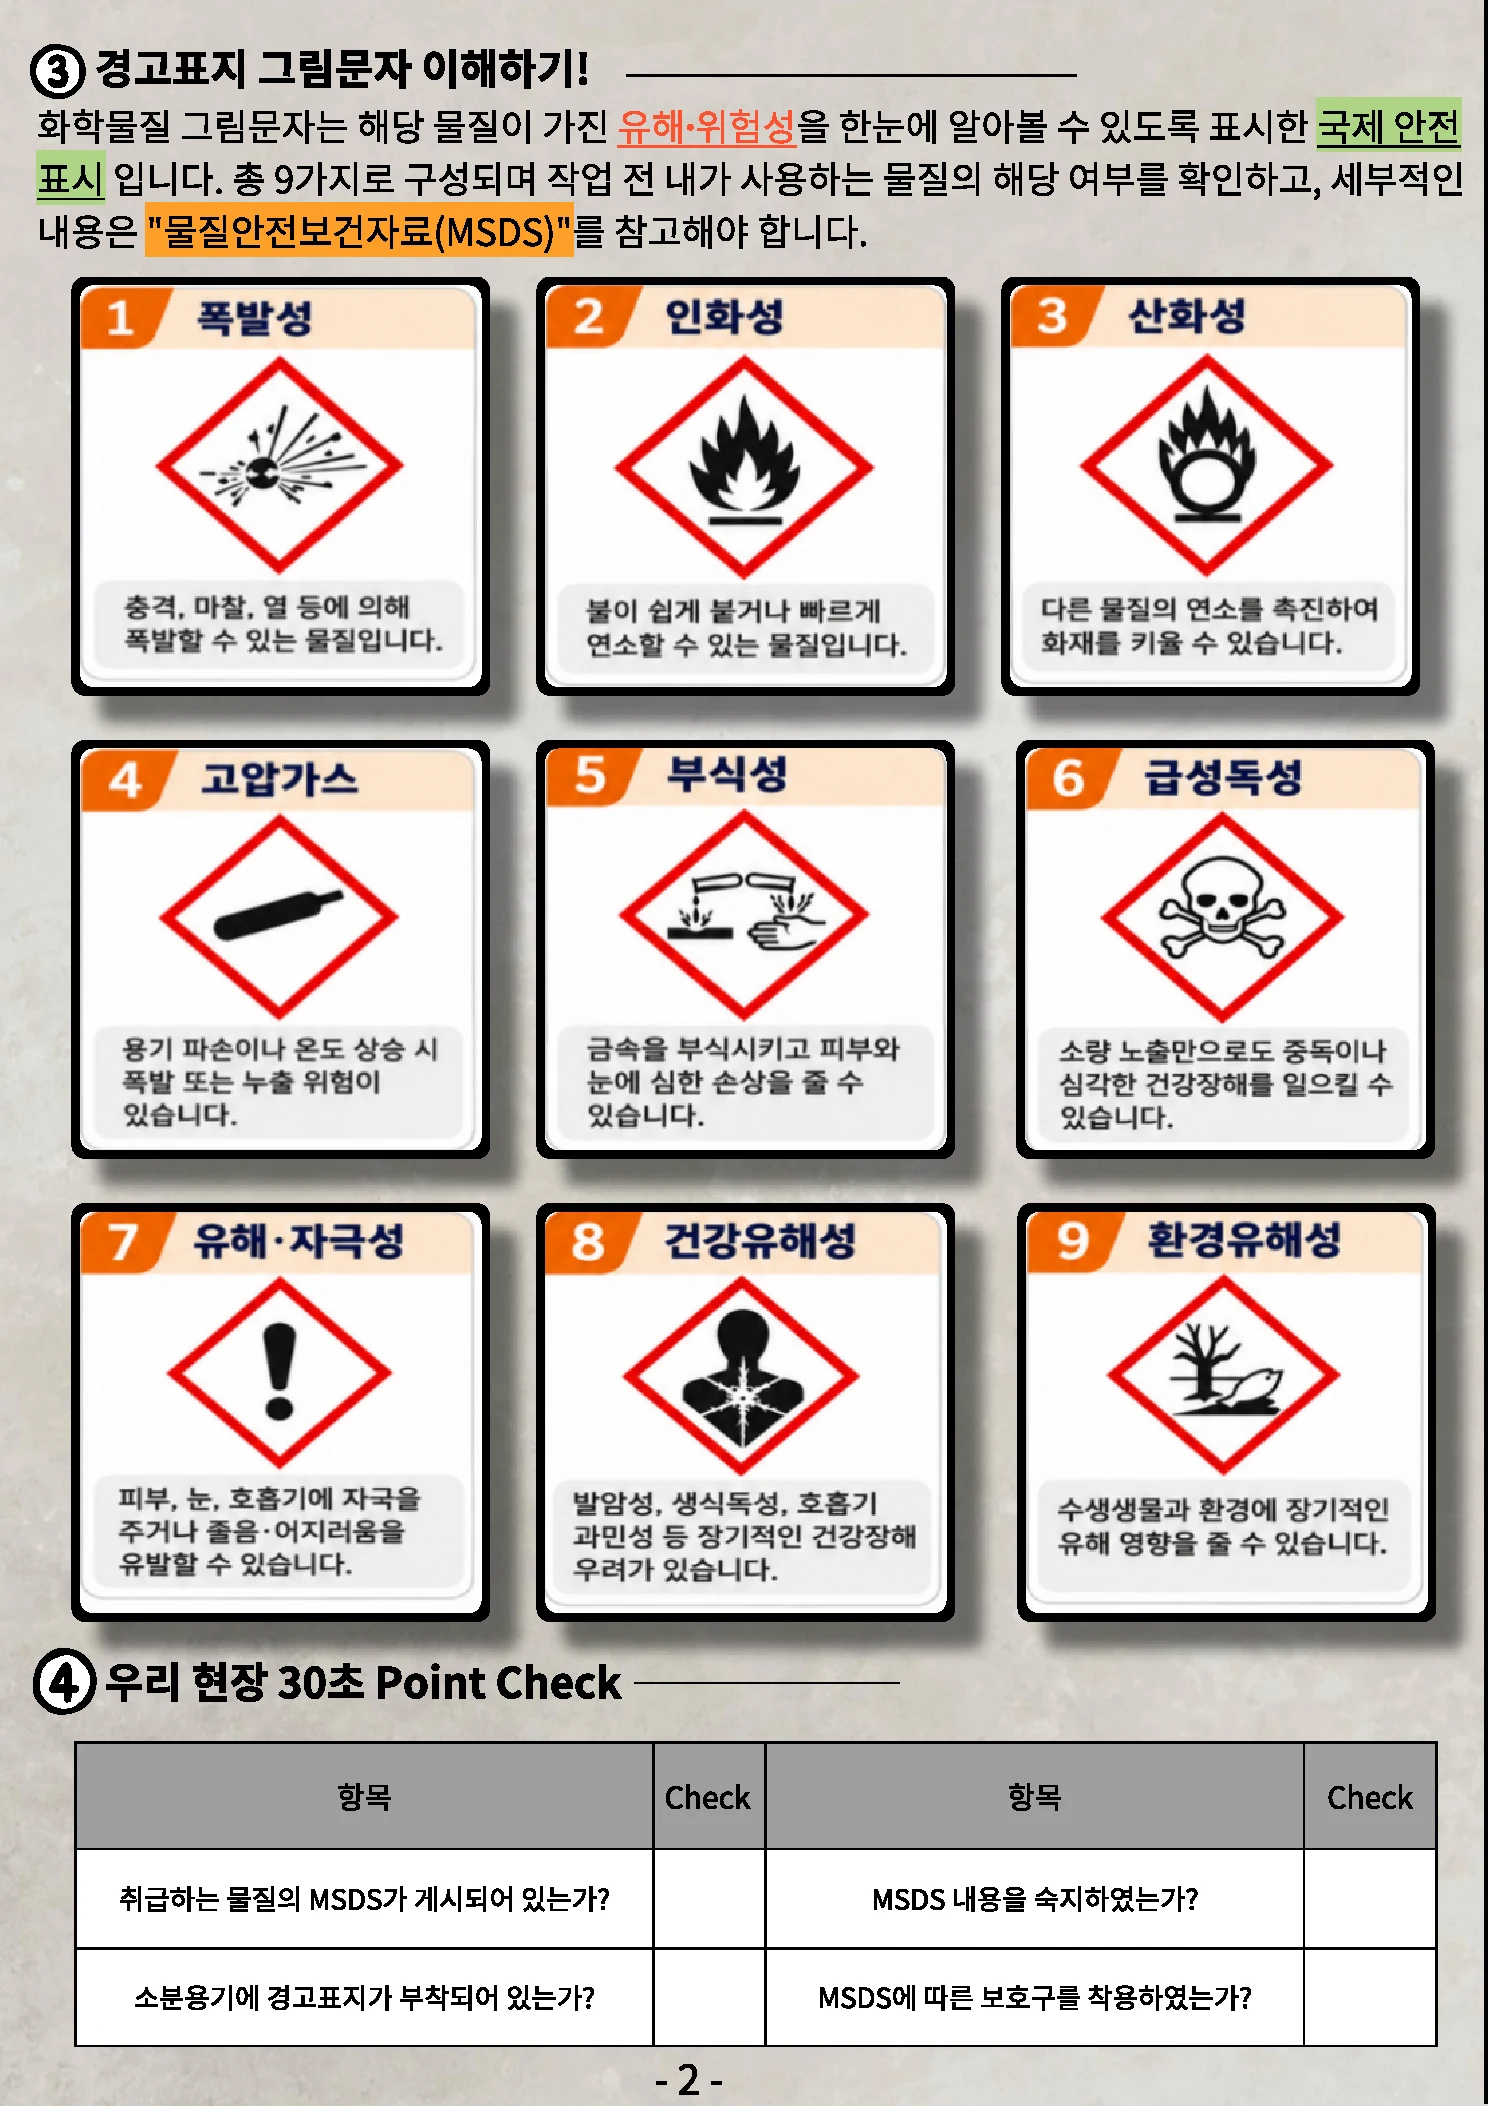 ③ 경고표지 그림문자 이해하기!
화학물질 그림문자는 해당 물질이 가진 유해·위험성을 한눈에 알아볼 수 있도록 표시한 국제 안전
표시 입니다. 총 9가지로 구성되며 작업 전 내가 사용하는 물질의 해당 여부를 확인하고, 세부적인
내용은 "물질안전보건자료(MSDS)"를 참고해야 합니다.
1 폭발성
충격, 마찰, 열 등에 의해
폭발할 수 있는 물질입니다.
2 인화성
불이 쉽게 붙거나 빠르게
연소할 수 있는 물질입니다.
3 산화성
다른 물질의 연소를 촉진하여
화재를 키울 수 있습니다.
4 고압가스
용기 파손이나 온도 상승 시
폭발 또는 누출 위험이
있습니다.
5 부식성
금속을 부식시키고 피부와
눈에 심한 손상을 줄 수
있습니다.
6 급성독성
소량 노출만으로도 중독이나
심각한 건강장해를 일으킬 수
있습니다.
7 유해·자극성
피부, 눈, 호흡기에 자극을
주거나 졸음·어지러움을
유발할 수 있습니다.
8 건강유해성
발암성, 생식독성, 호흡기
과민성 등 장기적인 건강장해
우려가 있습니다.
9 환경유해성
수생생물과 환경에 장기적인
유해 영향을 줄 수 있습니다.
④ 우리 현장 30초 Point Check
항목 Check 항목 Check
취급하는 물질의 MSDS가 게시되어 있는가? MSDS 내용을 숙지하였는가?
소분용기에 경고표지가 부착되어 있는가? MSDS에 따른 보호구를 착용하였는가?
- 2 -